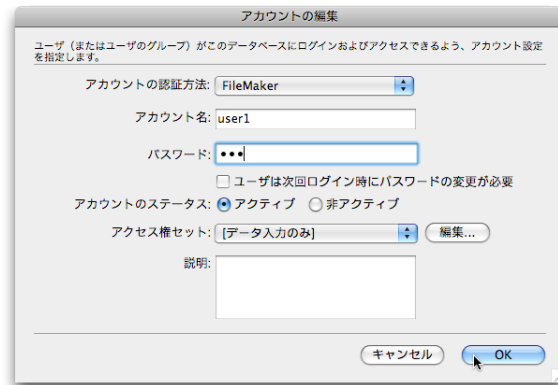 アカウントの編集
ユーザ（またはユーザのグループ）がこのデータベースにログインおよびアクセスできるよう、アカウント設定
を指定します。
アカウントの認証方法: FileMaker
アカウント名: user1
パスワード: •••
ユーザは次回ログイン時にパスワードの変更が必要
アカウントのステータス: アクティブ 非アクティブ
アクセス権セット: [データ入力のみ] 編集...
説明:
キャンセル OK